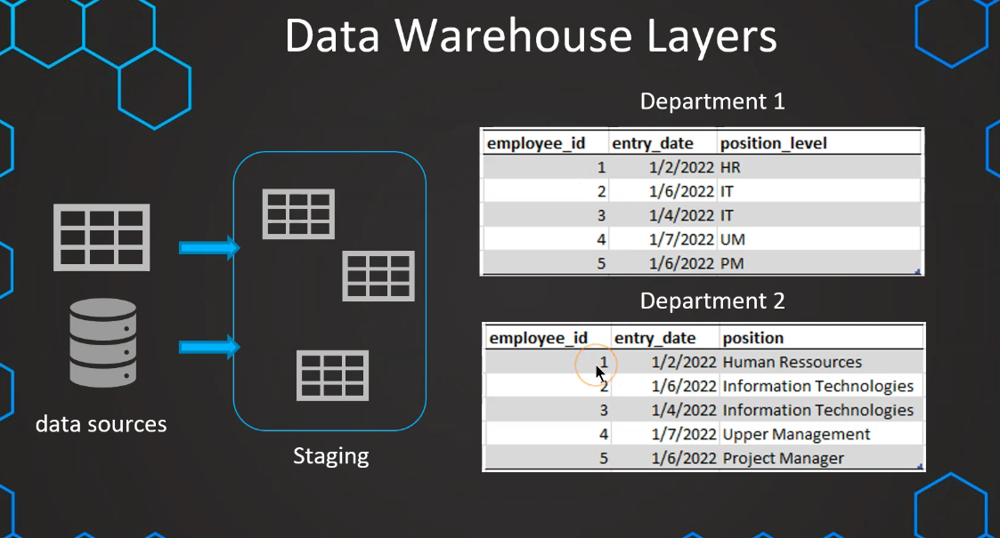 Data Warehouse Layers
Department 1
employee_id entry_date position_level
1 1/2/2022 HR
2 1/6/2022 IT
3 1/4/2022 IT
4 1/7/2022 UM
5 1/6/2022 PM
Department 2
employee_id entry_date position
1 1/2/2022 Human Ressources
2 1/6/2022 Information Technologies
3 1/4/2022 Information Technologies
4 1/7/2022 Upper Management
5 1/6/2022 Project Manager
data sources
Staging